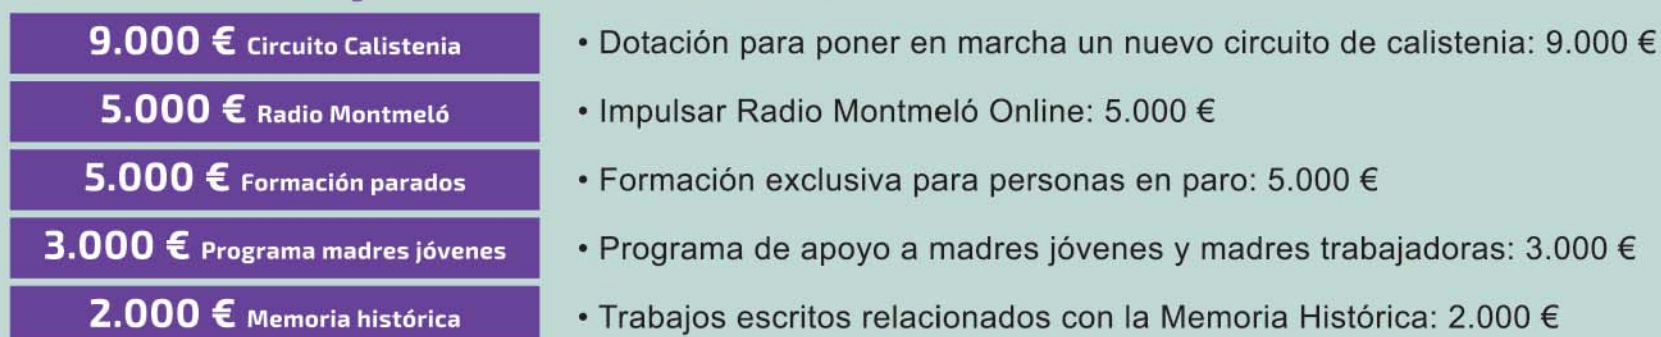 9.000 € Circuito Calistenia
• Dotación para poner en marcha un nuevo circuito de calistenia: 9.000 €
5.000 € Radio Montmeló
• Impulsar Radio Montmeló Online: 5.000 €
5.000 € Formación parados
• Formación exclusiva para personas en paro: 5.000 €
3.000 € Programa madres jóvenes
• Programa de apoyo a madres jóvenes y madres trabajadoras: 3.000 €
2.000 € Memoria histórica
• Trabajos escritos relacionados con la Memoria Histórica: 2.000 €